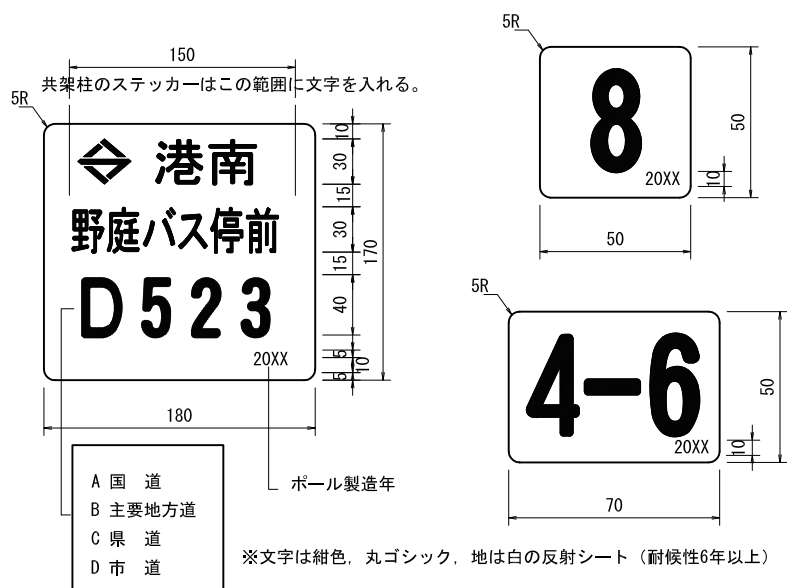 150
共架柱のステッカーはこの範囲に文字を入れる。
5R
港南
野庭バス停前
D523
20XX
10
30
15
30
15
40
5
10
5
170
180
A 国 道
B 主要地方道
C 県 道
D 市 道
ポール製造年
5R
8
20XX
10
50
50
5R
4-6
20XX
10
50
70
※文字は紺色，丸ゴシック，地は白の反射シート（耐候性6年以上）